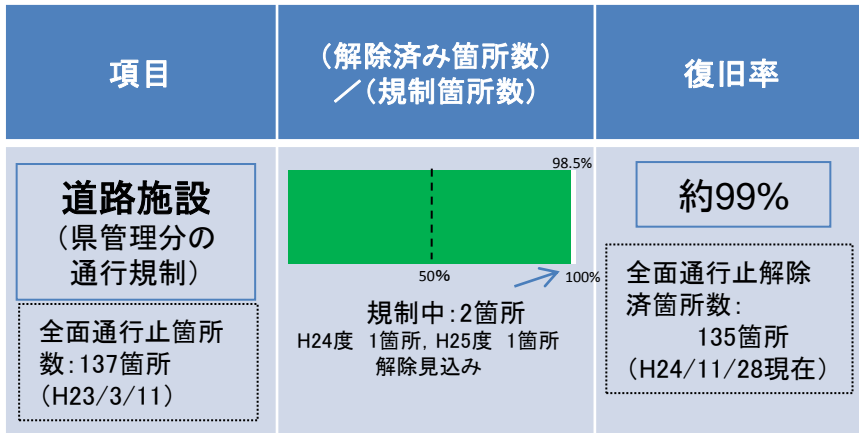 項目
（解除済み箇所数）
／（規制箇所数）
復旧率
道路施設
（県管理分の
通行規制）
全面通行止箇所
数：137箇所
（H23/3/11）
98.5%
50%
100%
規制中：2箇所
H24度　1箇所，H25度　1箇所
解除見込み
約99%
全面通行止解除
済箇所数：
135箇所
（H24/11/28現在）